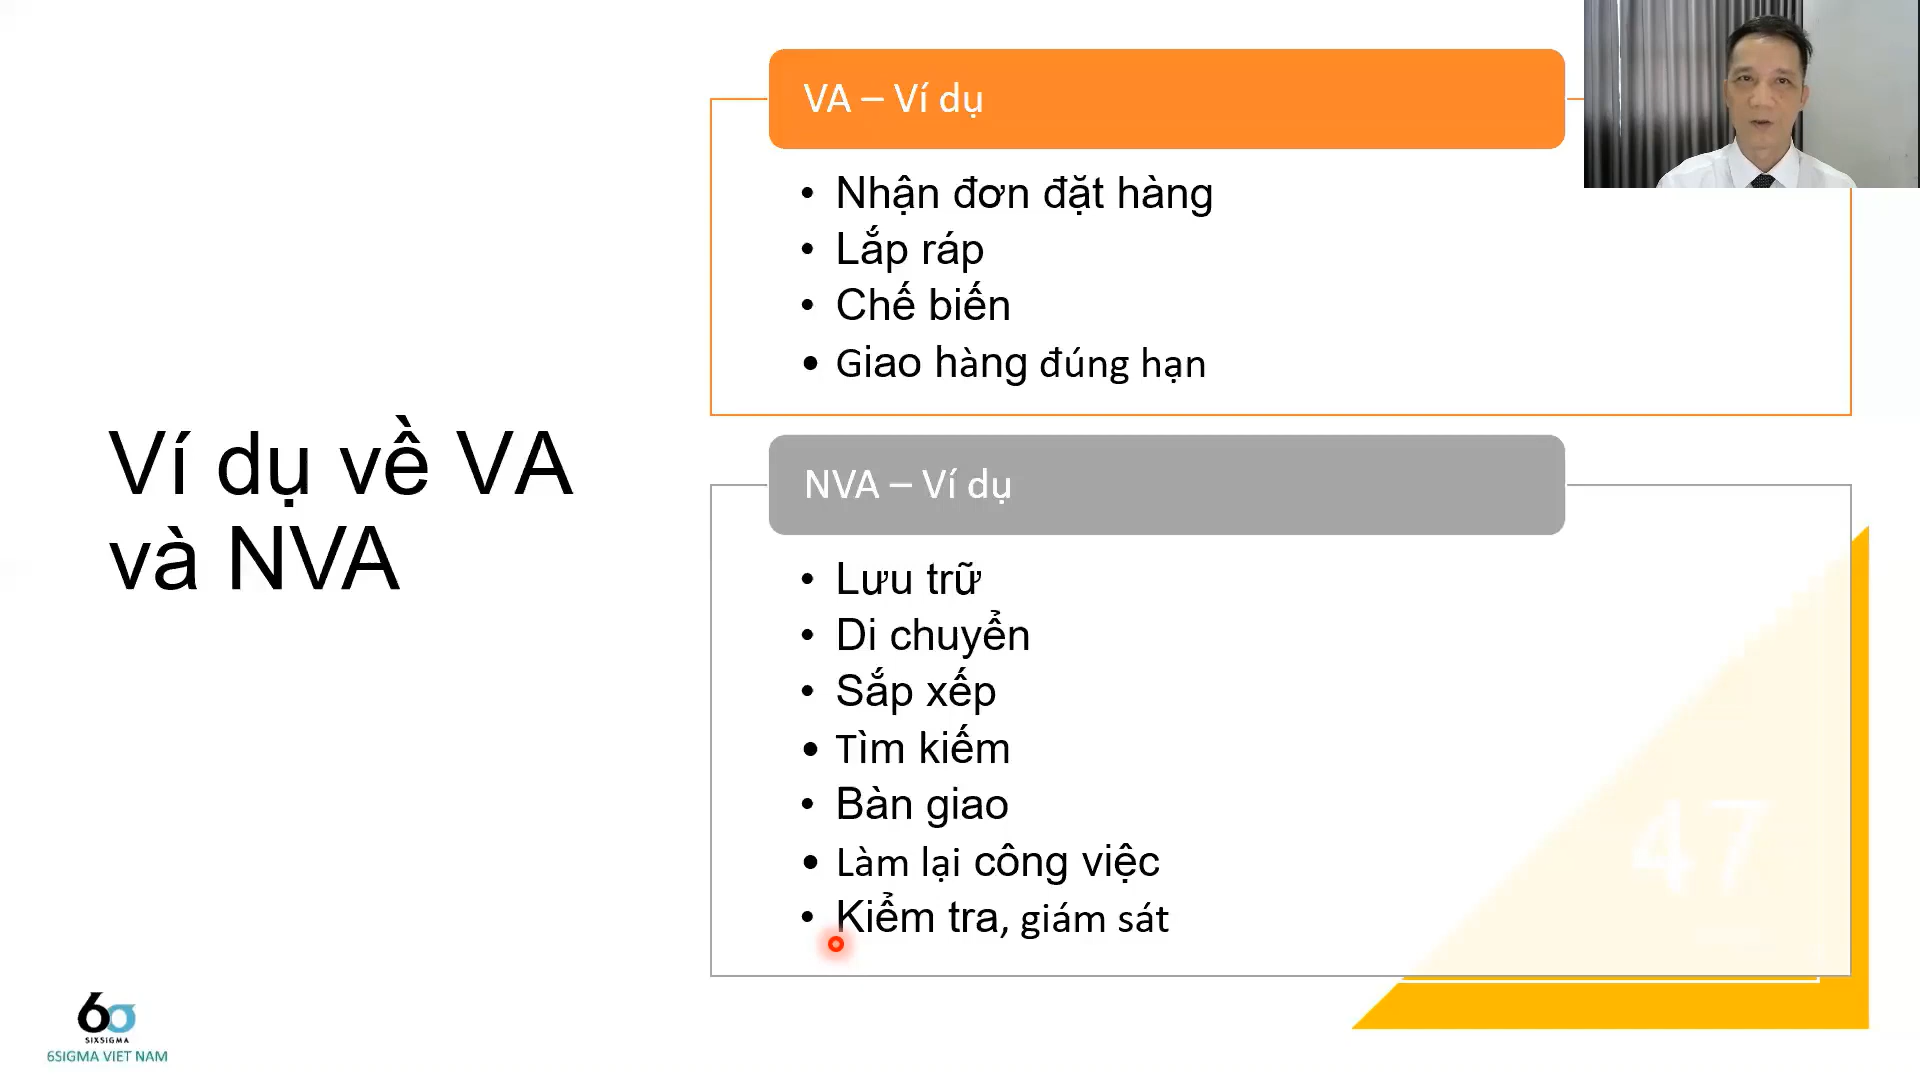 Ví dụ về VA
và NVA
VA – Ví dụ
• Nhận đơn đặt hàng
• Lắp ráp
• Chế biến
• Giao hàng đúng hạn
NVA – Ví dụ
• Lưu trữ
• Di chuyển
• Sắp xếp
• Tìm kiếm
• Bàn giao
• Làm lại công việc
• Kiểm tra, giám sát
47
6σ
SIXSIGMA
6SIGMA VIET NAM